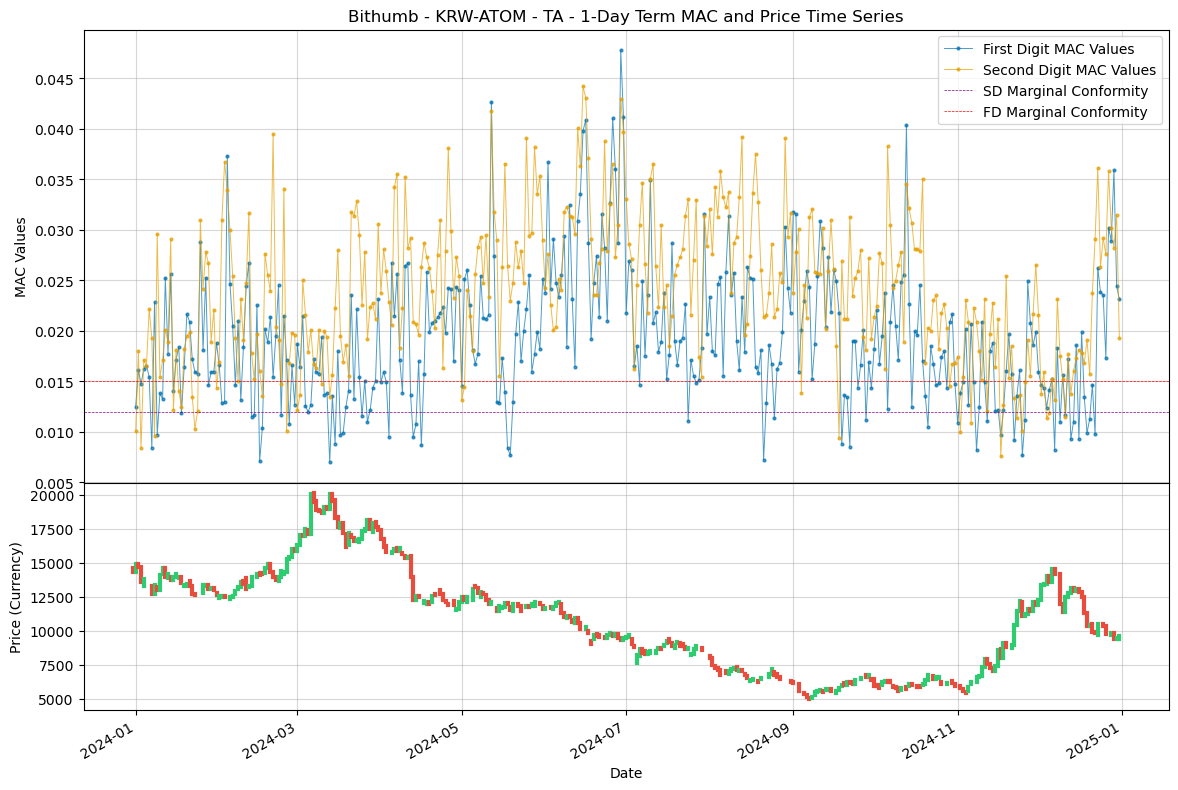 Bithumb - KRW-ATOM - TA - 1-Day Term MAC and Price Time Series
First Digit MAC Values
Second Digit MAC Values
SD Marginal Conformity
FD Marginal Conformity
MAC Values
0.045
0.040
0.035
0.030
0.025
0.020
0.015
0.010
0.005
Price (Currency)
20000
17500
15000
12500
10000
7500
5000
2024-01
2024-03
2024-05
2024-07
2024-09
2024-11
2025-01
Date